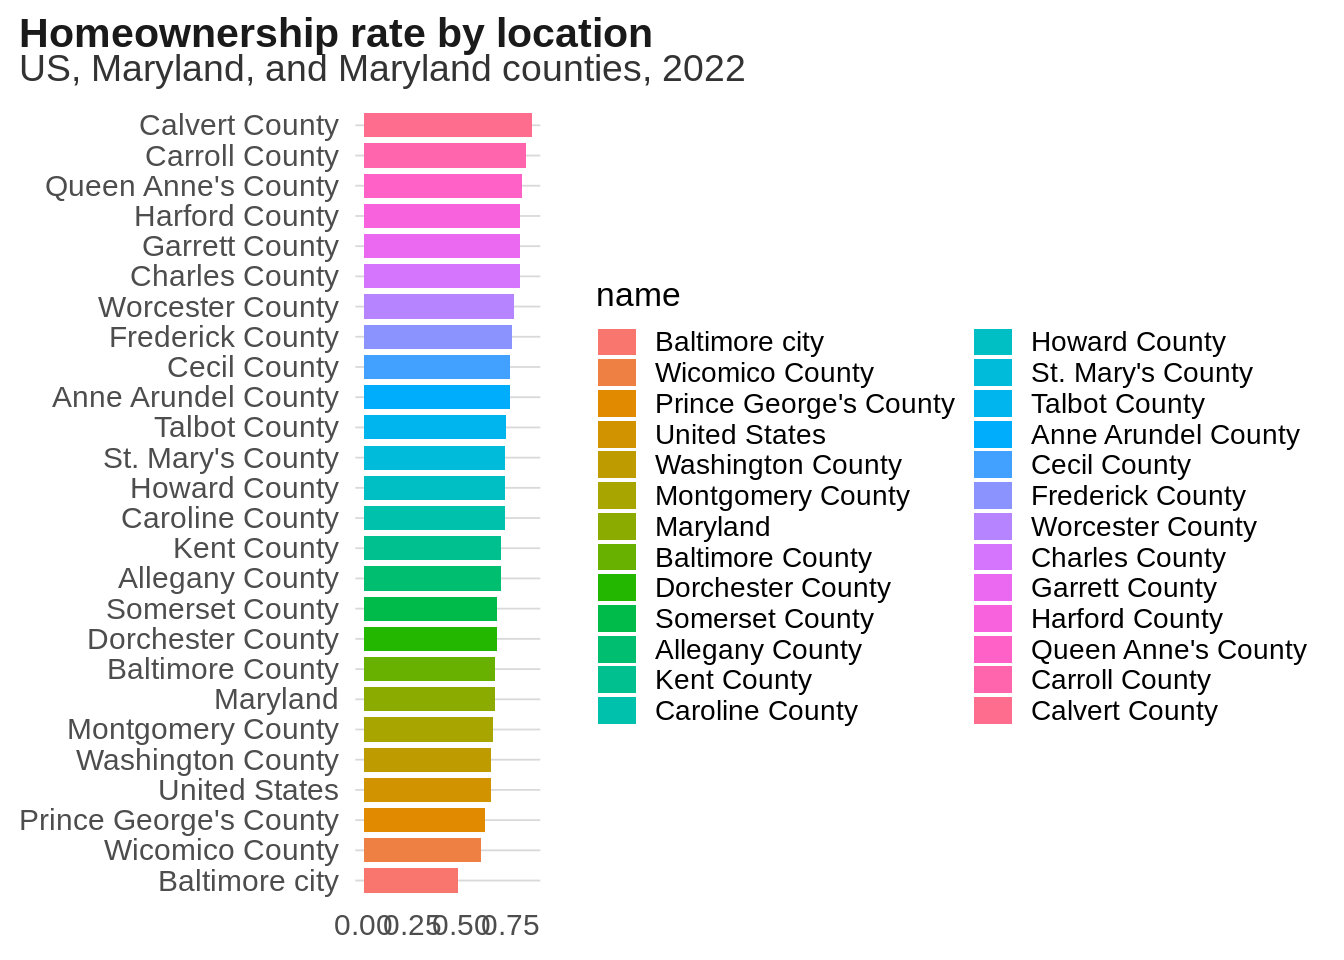 Homeownership rate by location
US, Maryland, and Maryland counties, 2022
Calvert County
Carroll County
Queen Anne's County
Harford County
Garrett County
Charles County
Worcester County
Frederick County
Cecil County
Anne Arundel County
Talbot County
St. Mary's County
Howard County
Caroline County
Kent County
Allegany County
Somerset County
Dorchester County
Baltimore County
Maryland
Montgomery County
Washington County
United States
Prince George's County
Wicomico County
Baltimore city
0.00 0.25 0.50 0.75
name
Baltimore city
Wicomico County
Prince George's County
United States
Washington County
Montgomery County
Maryland
Baltimore County
Dorchester County
Somerset County
Allegany County
Kent County
Caroline County
Howard County
St. Mary's County
Talbot County
Anne Arundel County
Cecil County
Frederick County
Worcester County
Charles County
Garrett County
Harford County
Queen Anne's County
Carroll County
Calvert County